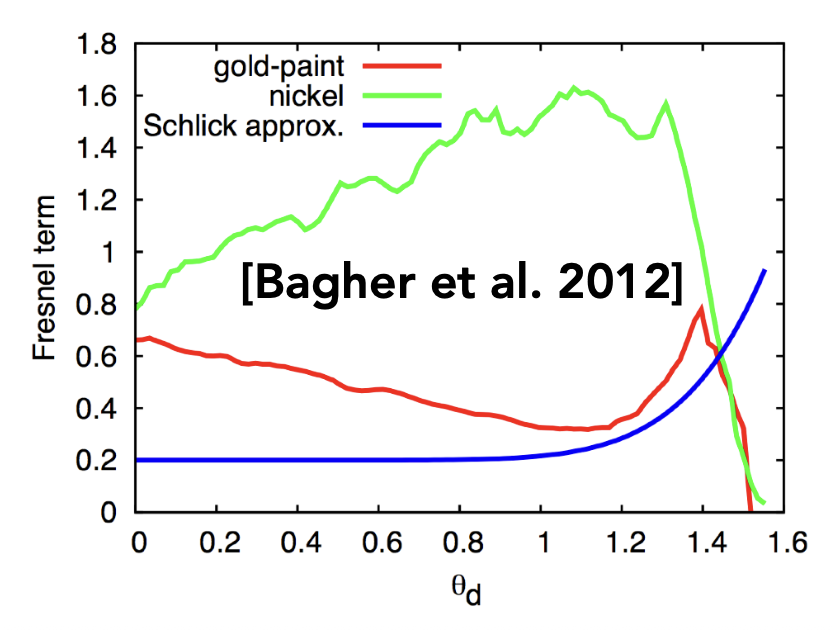 1.8
1.6
1.4
1.2
1
0.8
0.6
0.4
0.2
0
Fresnel term
gold-paint
nickel
Schlick approx.
[Bagher et al. 2012]
0 0.2 0.4 0.6 0.8 1 1.2 1.4 1.6
θd